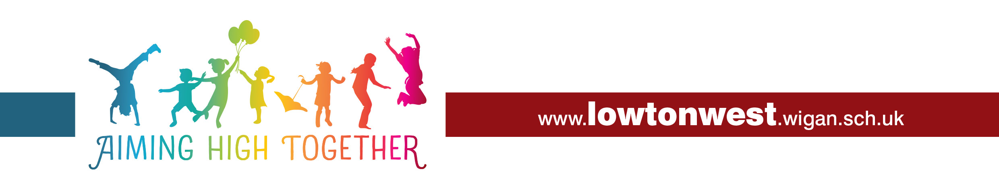 AIMING HIGH TOGETHER
www.lowtonwest.wigan.sch.uk